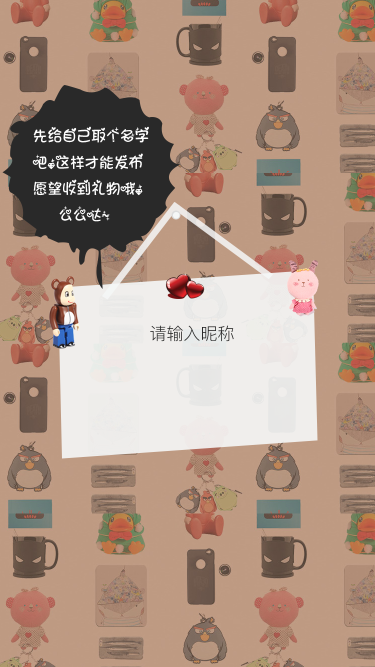 先给自己取个名字
吧，这样才能发布
愿望收到礼物哦，
么么哒~
请输入昵称